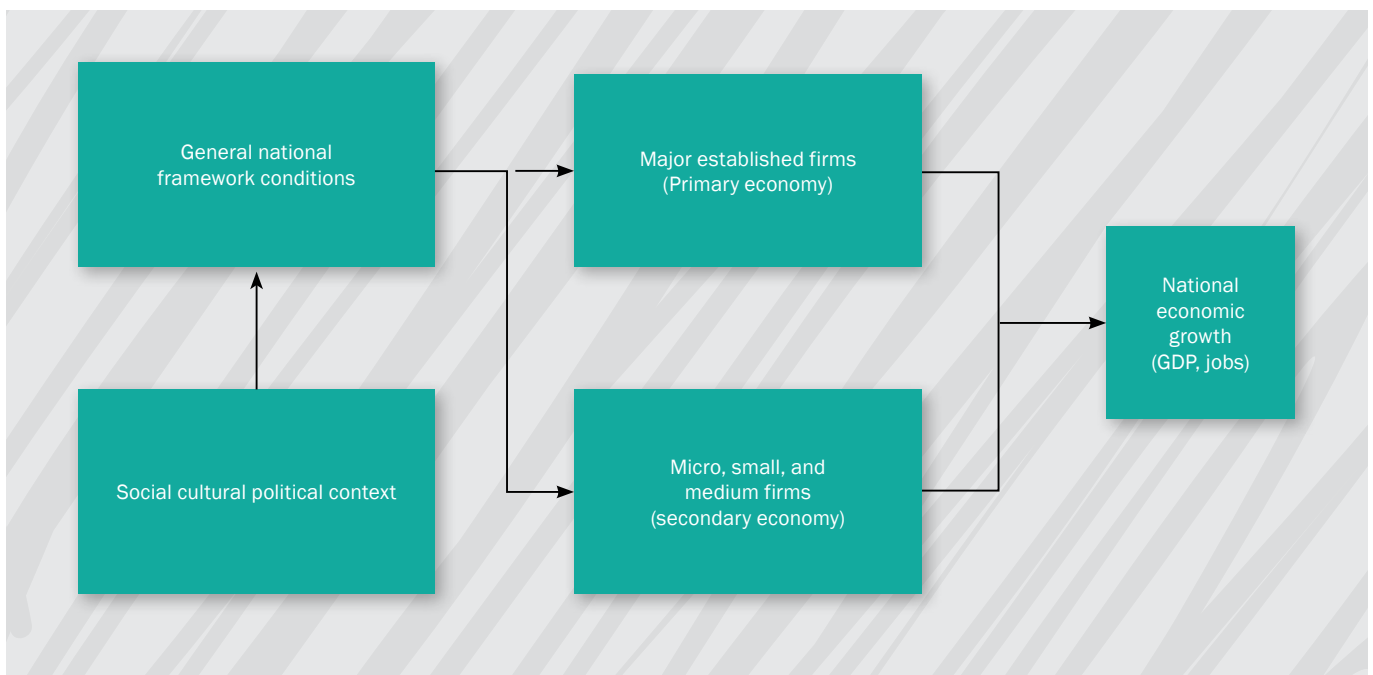 General national
framework conditions
Major established firms
(Primary economy)
National
economic
growth
(GDP, jobs)
Social cultural political context
Micro, small, and
medium firms
(secondary economy)